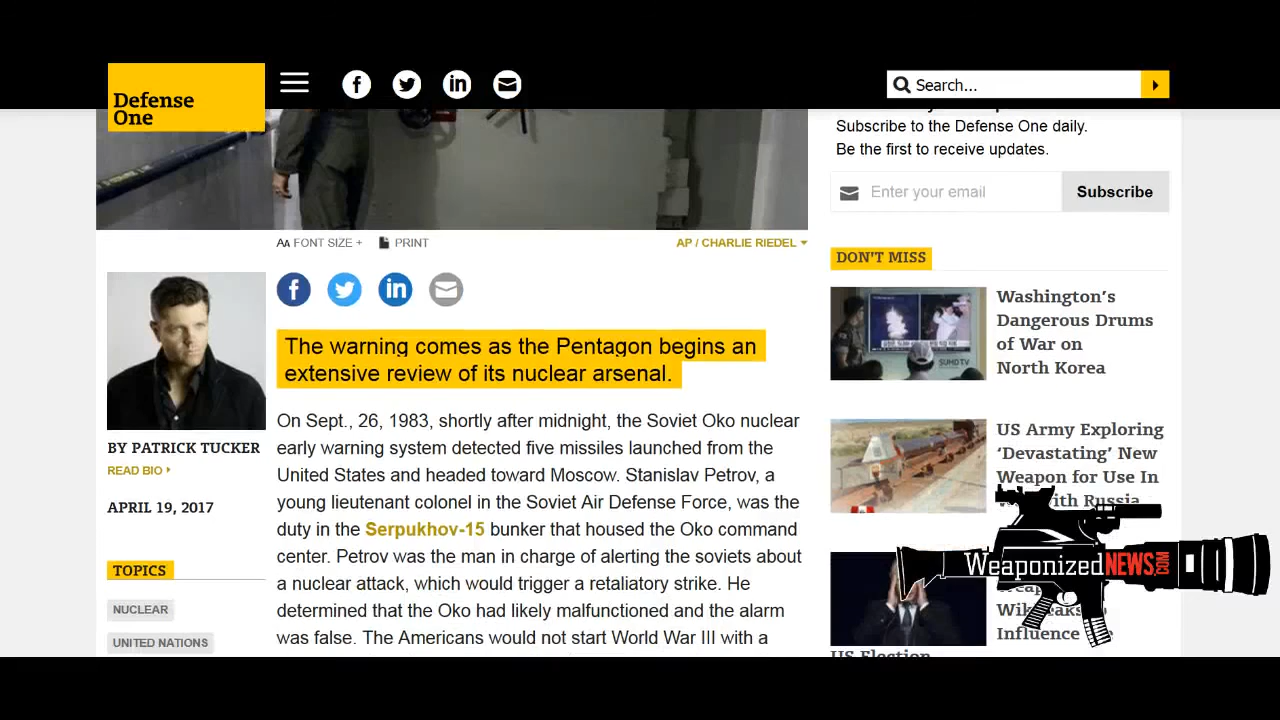 Defense
One
Search...
Subscribe to the Defense One daily.
Be the first to receive updates.
Enter your email
Subscribe
AA FONT SIZE +
PRINT
AP / CHARLIE RIEDEL
The warning comes as the Pentagon begins an
extensive review of its nuclear arsenal.
BY PATRICK TUCKER
READ BIO
APRIL 19, 2017
TOPICS
NUCLEAR
UNITED NATIONS
On Sept., 26, 1983, shortly after midnight, the Soviet Oko nuclear
early warning system detected five missiles launched from the
United States and headed toward Moscow. Stanislav Petrov, a
young lieutenant colonel in the Soviet Air Defense Force, was the
duty in the Serpukhov-15 bunker that housed the Oko command
center. Petrov was the man in charge of alerting the soviets about
a nuclear attack, which would trigger a retaliatory strike. He
determined that the Oko had likely malfunctioned and the alarm
was false. The Americans would not start World War III with a
DON'T MISS
Washington's
Dangerous Drums
of War on
North Korea
SUMDTV
US Army Exploring
'Devastating' New
Weapon for Use In
Russia
WeaponizedNEWS.COM
Influence
US Election